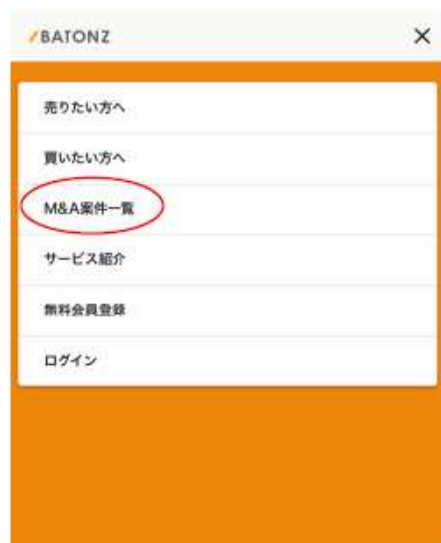 BATONZ
売りたい方へ
買いたい方へ
M&A案件一覧
サービス紹介
無料会員登録
ログイン